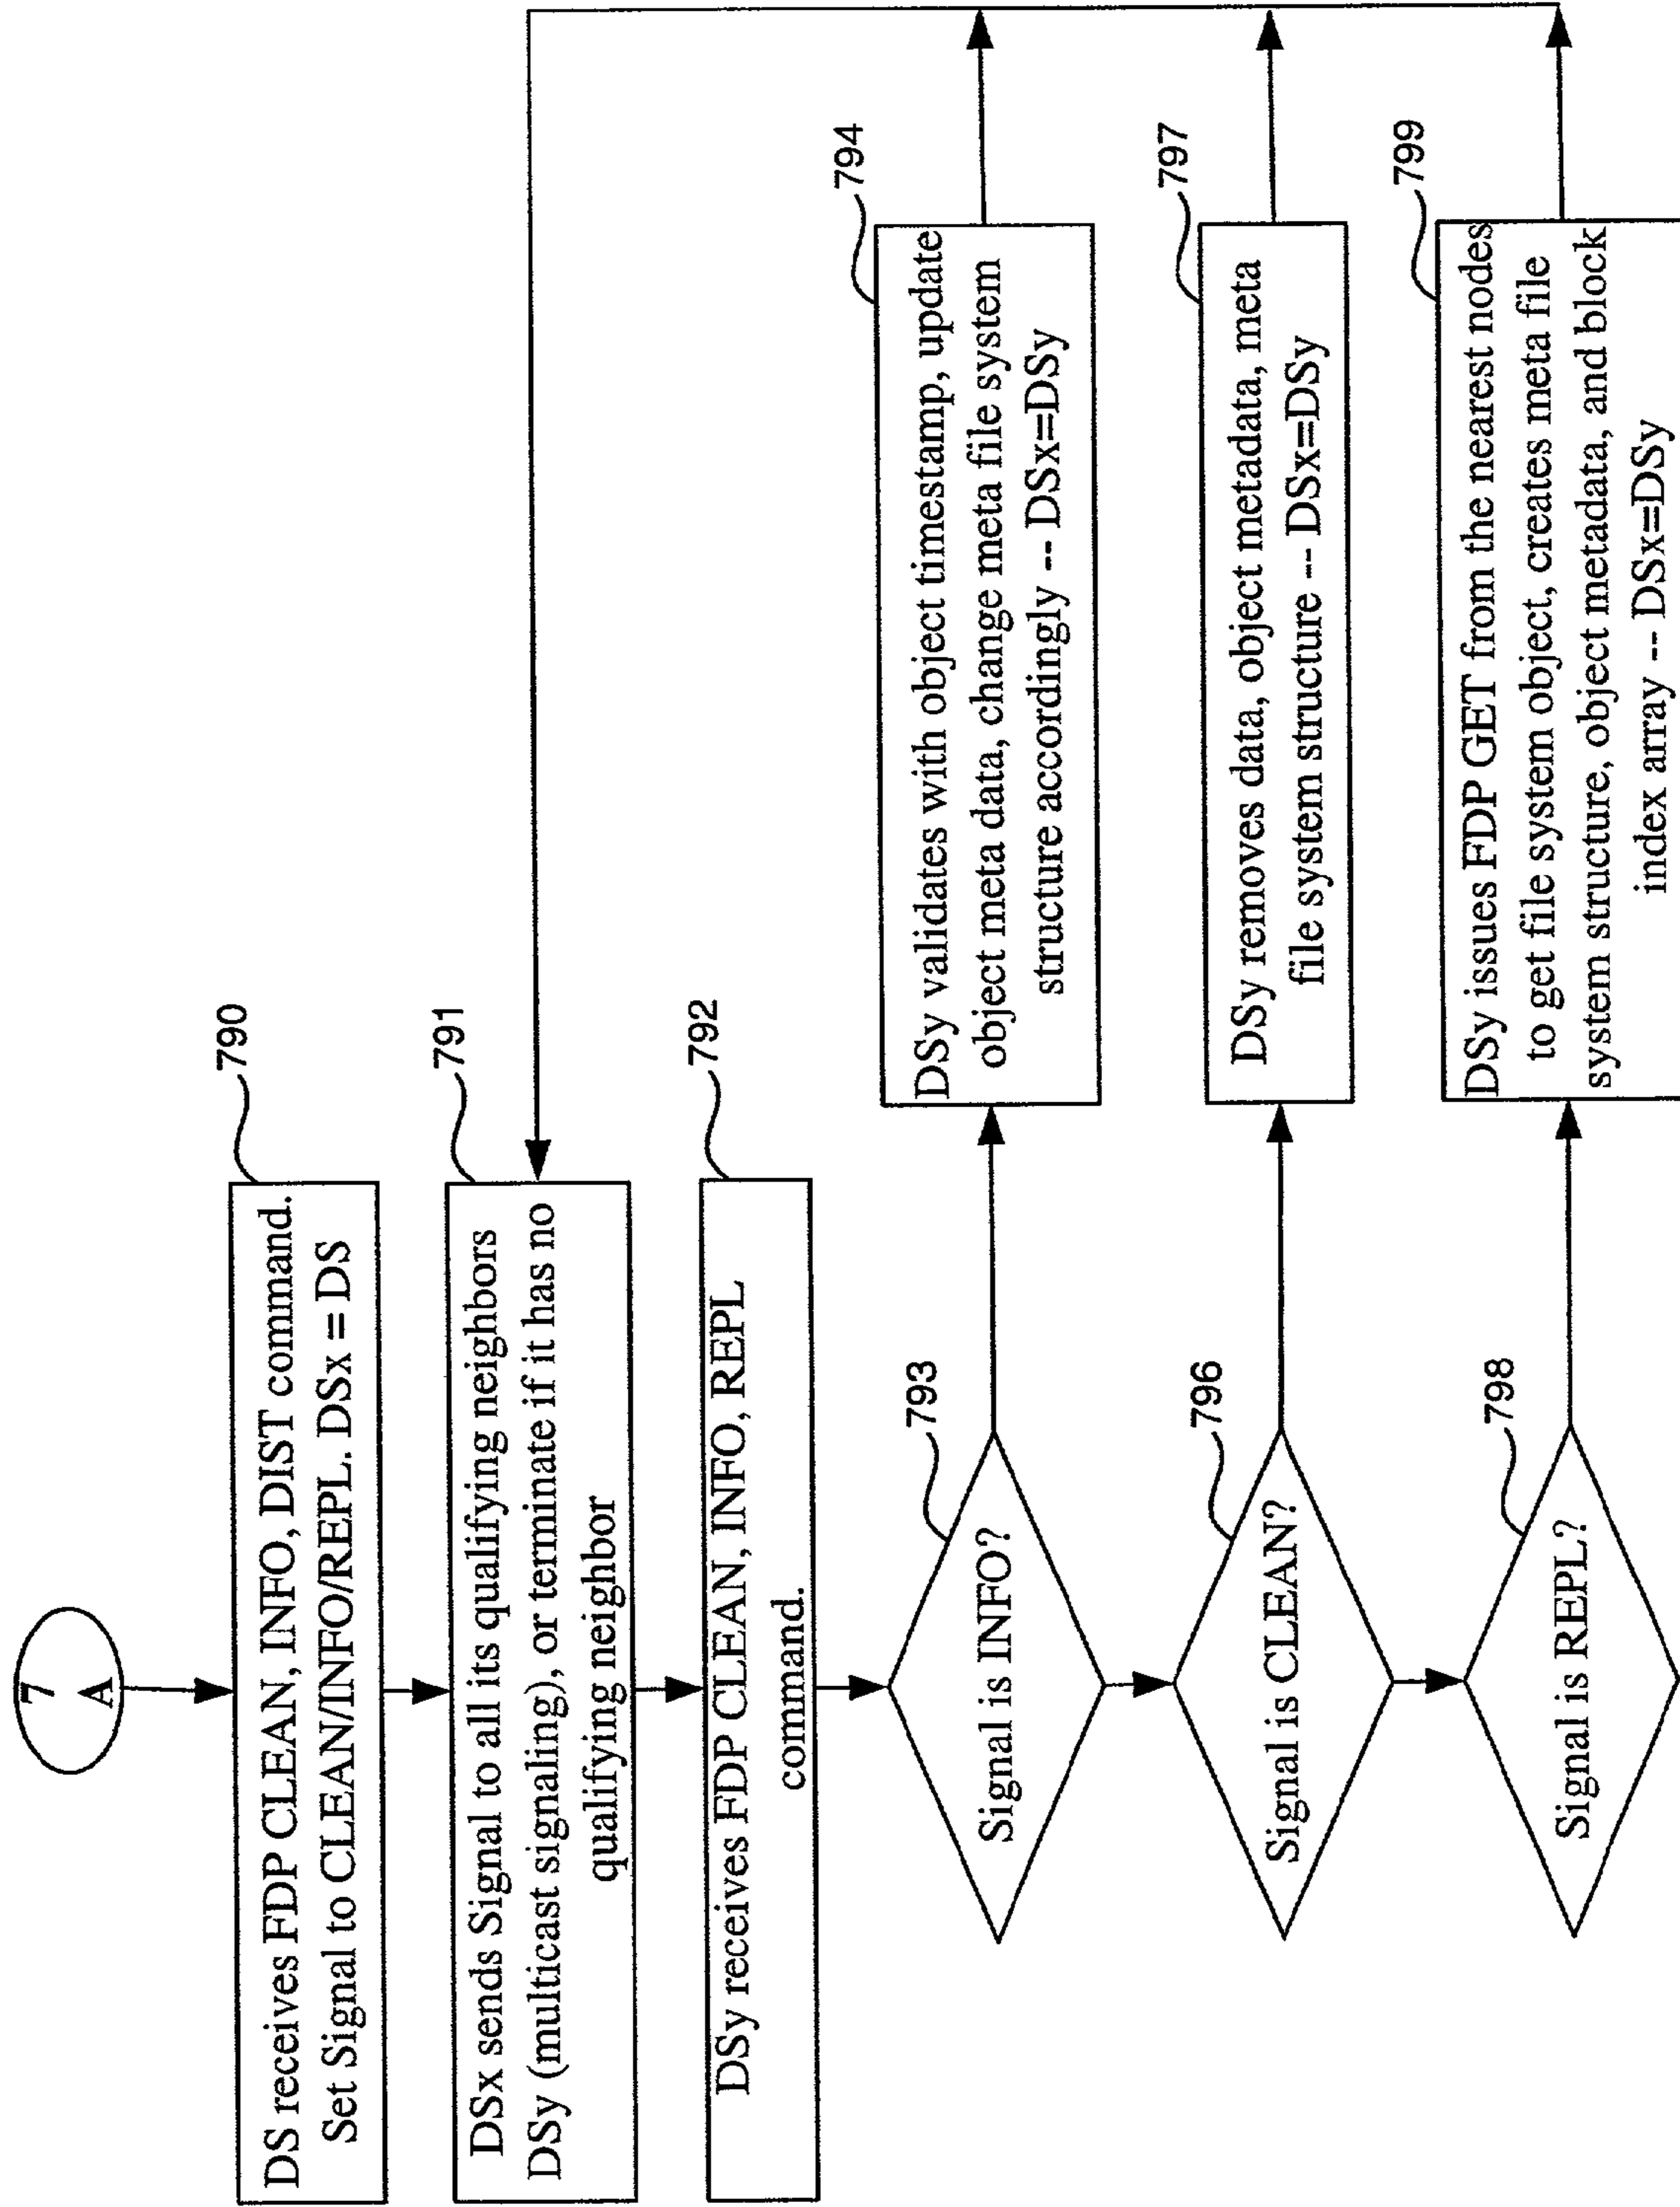 7
A
790
DS receives FDP CLEAN, INFO, DIST command.
Set Signal to CLEAN/INFO/REPL. DSx = DS
791
DSx sends Signal to all its qualifying neighbors
DSy (multicast signaling), or terminate if it has no
qualifying neighbor
792
DSy receives FDP CLEAN, INFO, REPL
command.
793
Signal is INFO?
794
DSy validates with object timestamp, update
object meta data, change meta file system
structure accordingly -- DSx=DSy
796
Signal is CLEAN?
797
DSy removes data, object metadata, meta
file system structure -- DSx=DSy
798
Signal is REPL?
799
DSy issues FDP GET from the nearest nodes
to get file system object, creates meta file
system structure, object metadata, and block
index array -- DSx=DSy